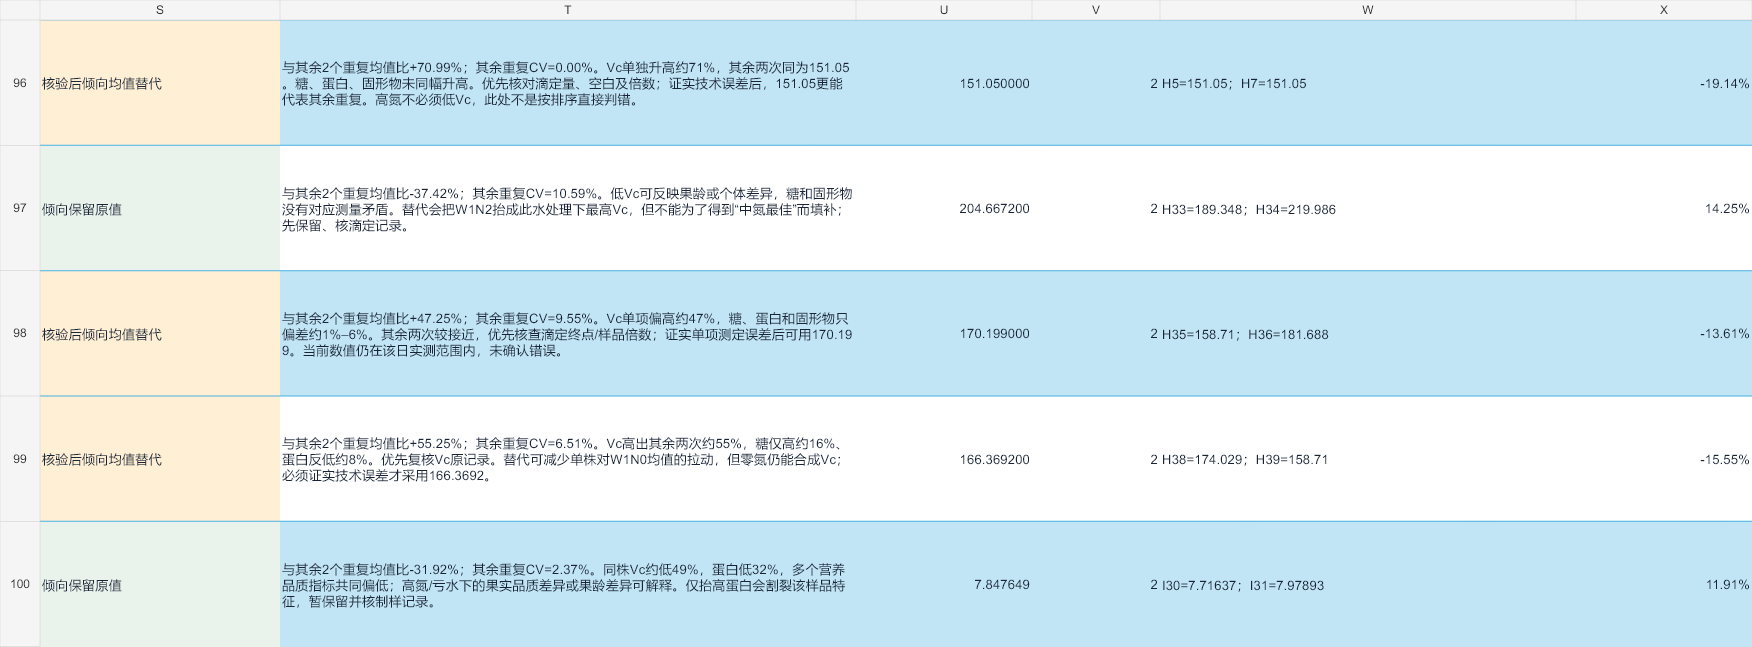 S T U V W X
96 核验后倾向均值替代 与其余2个重复均值比+70.99%；其余重复CV=0.00%。Vc单独升高约71%，其余两次同为151.05
。糖、蛋白、固形物未同幅升高。优先核对滴定量、空白及倍数；证实技术误差后，151.05更能
代表其余重复。高氮不必须低Vc，此处不是按排序直接判错。
151.050000 2 H5=151.05；H7=151.05 -19.14%
97 倾向保留原值 与其余2个重复均值比-37.42%；其余重复CV=10.59%。低Vc可反映果龄或个体差异，糖和固形物
没有对应测量矛盾。替代会把W1N2抬成此水处理下最高Vc，但不能为了得到“中氮最佳”而填补；
先保留、核滴定记录。
204.667200 2 H33=189.348；H34=219.986 14.25%
98 核验后倾向均值替代 与其余2个重复均值比+47.25%；其余重复CV=9.55%。Vc单项偏高约47%，糖、蛋白和固形物只
偏差约1%–6%。其余两次较接近，优先核查滴定终点/样品倍数；证实单项测定误差后可用170.19
9。当前数值仍在该日实测范围内，未确认错误。
170.199000 2 H35=158.71；H36=181.688 -13.61%
99 核验后倾向均值替代 与其余2个重复均值比+55.25%；其余重复CV=6.51%。Vc高出其余两次约55%，糖仅高约16%、
蛋白反低约8%。优先复核Vc原记录。替代可减少单株对W1N0均值的拉动，但零氮仍能合成Vc；
必须证实技术误差才采用166.3692。
166.369200 2 H38=174.029；H39=158.71 -15.55%
100 倾向保留原值 与其余2个重复均值比-31.92%；其余重复CV=2.37%。同株Vc约低49%，蛋白低32%，多个营养
品质指标共同偏低；高氮/亏水下的果实品质差异或果龄差异可解释。仅抬高蛋白会割裂该样品特
征，暂保留并核制样记录。
7.847649 2 I30=7.71637；I31=7.97893 11.91%